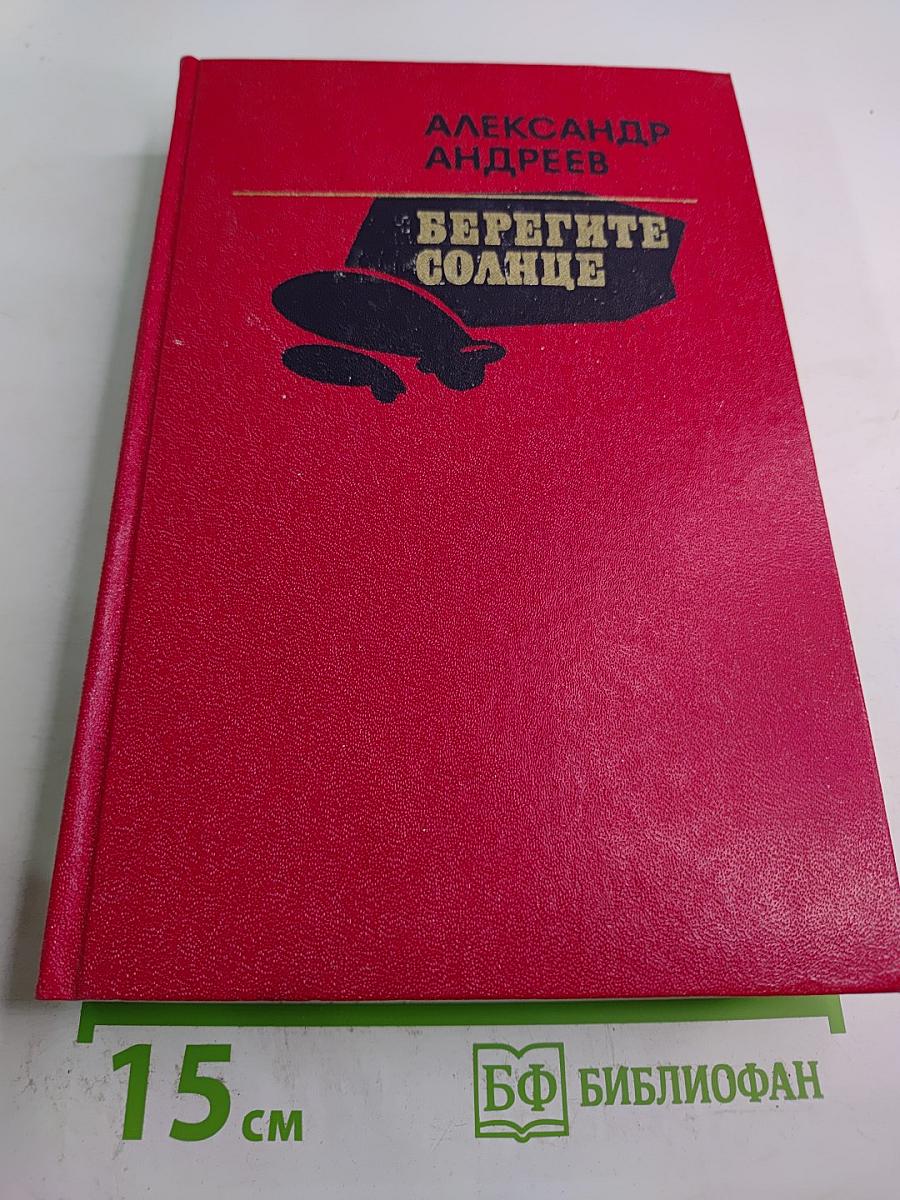 АЛЕКСАНДР
АНДРЕЕВ
БЕРЕГИТЕ
СОЛНЦЕ
15 см
БФ БИБЛИОФАН